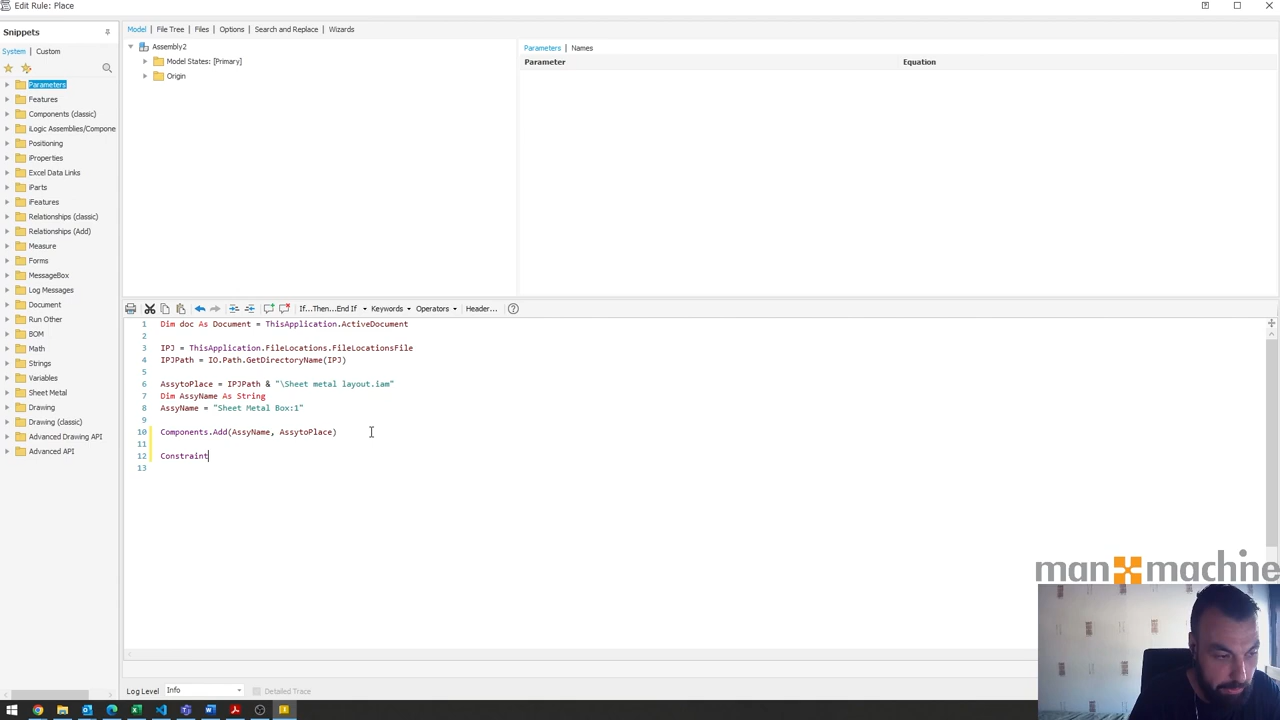 Edit Rule: Place
Snippets
System
Custom
Parameters
Features
Components (classic)
iLogic Assemblies/Compone
Positioning
iProperties
Excel Data Links
iParts
iFeatures
Relationships (classic)
Relationships (Add)
Measure
Forms
MessageBox
Log Messages
Document
Run Other
BOM
Math
Strings
Variables
Sheet Metal
Drawing
Drawing (classic)
Advanced Drawing API
Advanced API
Model | File Tree | Files | Options | Search and Replace | Wizards
Assembly2
Model States: [Primary]
Origin
Parameters | Names
Parameter Equation
If...Then...End If Keywords Operators Header...
1 Dim doc As Document = ThisApplication.ActiveDocument
2
3 IPJ = ThisApplication.FileLocations.FileLocationsFile
4 IPJPath = IO.Path.GetDirectoryName(IPJ)
5
6 AssytoPlace = IPJPath & "\Sheet metal layout.iam"
7 Dim AssyName As String
8 AssyName = "Sheet Metal Box:1"
9
10 Components.Add(AssyName, AssytoPlace)
11
12 Constraint
13
man machine
Log Level Info Detailed Trace